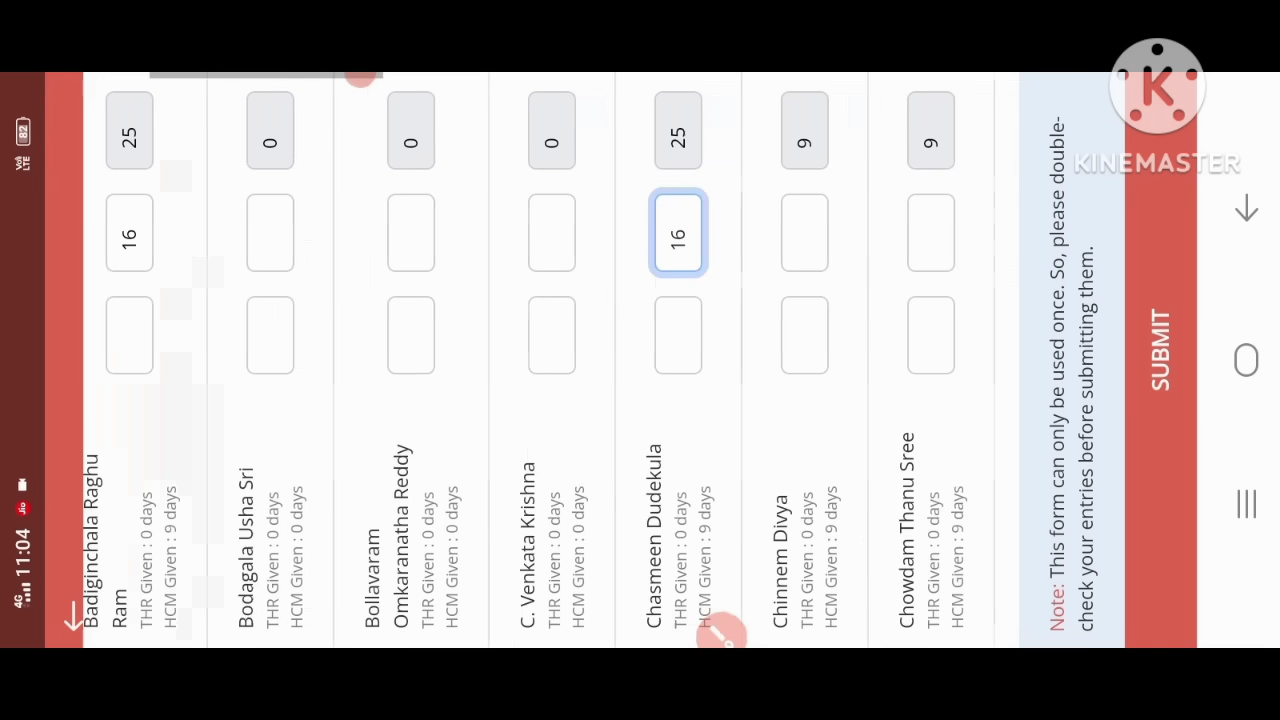 4G 11:04 Jio Vo) LTE 82
Badiginchala Raghu
Ram
THR Given : 0 days
HCM Given : 9 days
16 25
Bodagala Usha Sri
THR Given : 0 days
HCM Given : 0 days
0
Bollavaram
Omkaranatha Reddy
THR Given : 0 days
HCM Given : 0 days
0
C. Venkata Krishna
THR Given : 0 days
HCM Given : 0 days
0
Chasmeen Dudekula
THR Given : 0 days
HCM Given : 9 days
16 25
Chinnem Divya
THR Given : 0 days
HCM Given : 9 days
9
Chowdam Thanu Sree
THR Given : 0 days
HCM Given : 9 days
9
Note: This form can only be used once. So, please double-
check your entries before submitting them.
SUBMIT
K
KINEMASTER